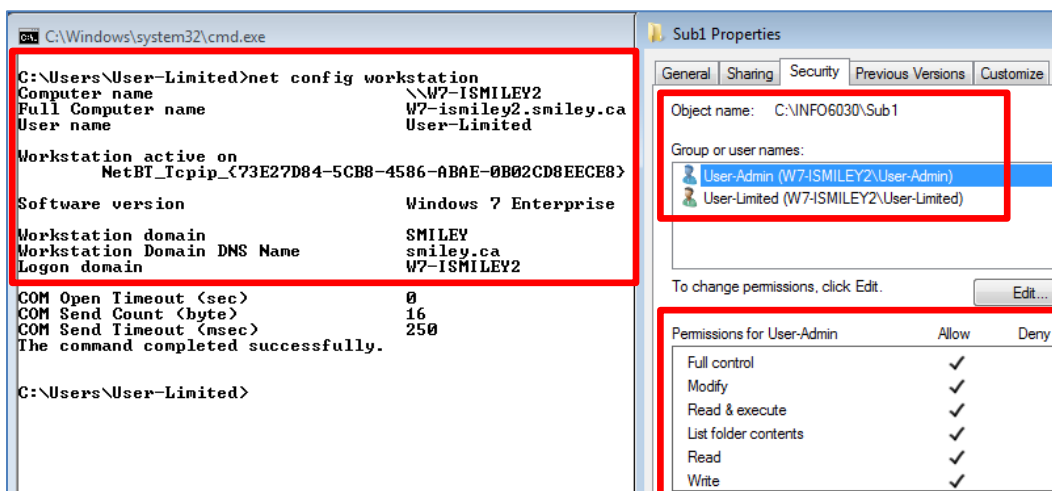 C:\Windows\system32\cmd.exe
C:\Users\User-Limited>net config workstation
Computer name \\W7-ISMILEY2
Full Computer name W7-ismiley2.smiley.ca
User name User-Limited
Workstation active on
NetBT_Tcpip_{73E27D84-5CB8-4586-ABAE-0B02CD8EECE8}
Software version Windows 7 Enterprise
Workstation domain SMILEY
Workstation Domain DNS Name smiley.ca
Logon domain W7-ISMILEY2
COM Open Timeout (sec) 0
COM Send Count (byte) 16
COM Send Timeout (msec) 250
The command completed successfully.
C:\Users\User-Limited>
Sub1 Properties
General Sharing Security Previous Versions Customize
Object name: C:\INFO6030\Sub1
Group or user names:
User-Admin (W7-ISMILEY2\User-Admin)
User-Limited (W7-ISMILEY2\User-Limited)
To change permissions, click Edit.
Edit...
Permissions for User-Admin Allow Deny
Full control
Modify
Read & execute
List folder contents
Read
Write